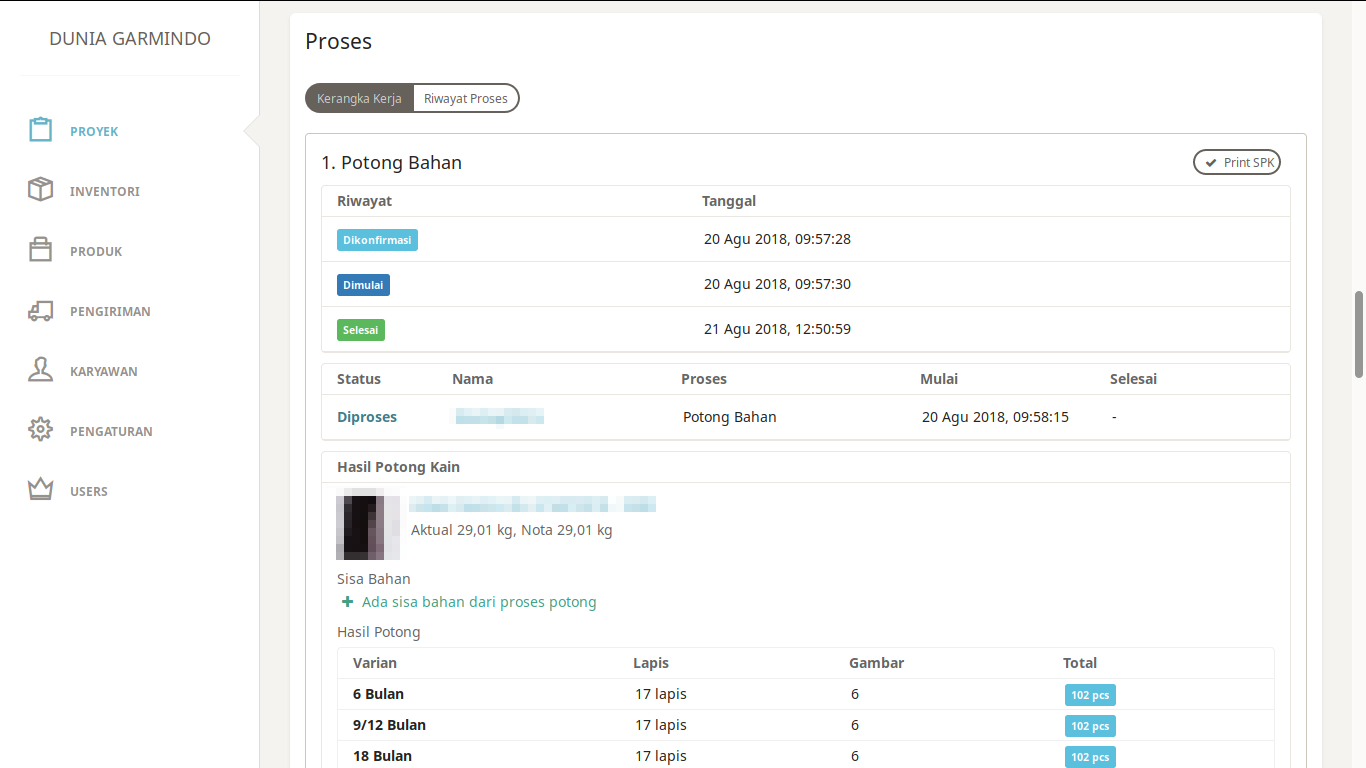 DUNIA GARMINDO
PROYEK
INVENTORI
PRODUK
PENGIRIMAN
KARYAWAN
PENGATURAN
USERS
Proses
Kerangka Kerja Riwayat Proses
1. Potong Bahan Print SPK
Riwayat Tanggal
Dikonfirmasi 20 Agu 2018, 09:57:28
Dimulai 20 Agu 2018, 09:57:30
Selesai 21 Agu 2018, 12:50:59
Status Nama Proses Mulai Selesai
Diproses Potong Bahan 20 Agu 2018, 09:58:15 -
Hasil Potong Kain
Aktual 29,01 kg, Nota 29,01 kg
Sisa Bahan
+ Ada sisa bahan dari proses potong
Hasil Potong
Varian Lapis Gambar Total
6 Bulan 17 lapis 6 102 pcs
9/12 Bulan 17 lapis 6 102 pcs
18 Bulan 17 lapis 6 102 pcs